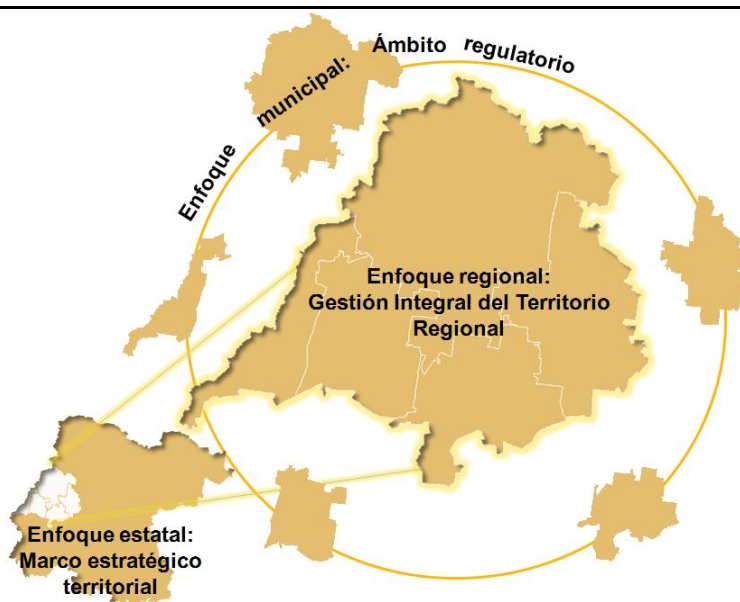 Enfoque municipal: Ámbito regulatorio
Enfoque regional:
Gestión Integral del Territorio
Regional
Enfoque estatal:
Marco estratégico
territorial